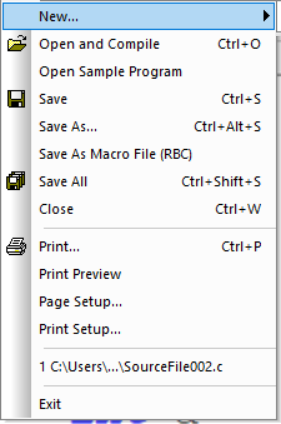 New...
Open and Compile Ctrl+O
Open Sample Program
Save Ctrl+S
Save As... Ctrl+Alt+S
Save As Macro File (RBC)
Save All Ctrl+Shift+S
Close Ctrl+W
Print... Ctrl+P
Print Preview
Page Setup...
Print Setup...
1 C:\Users\...\SourceFile002.c
Exit